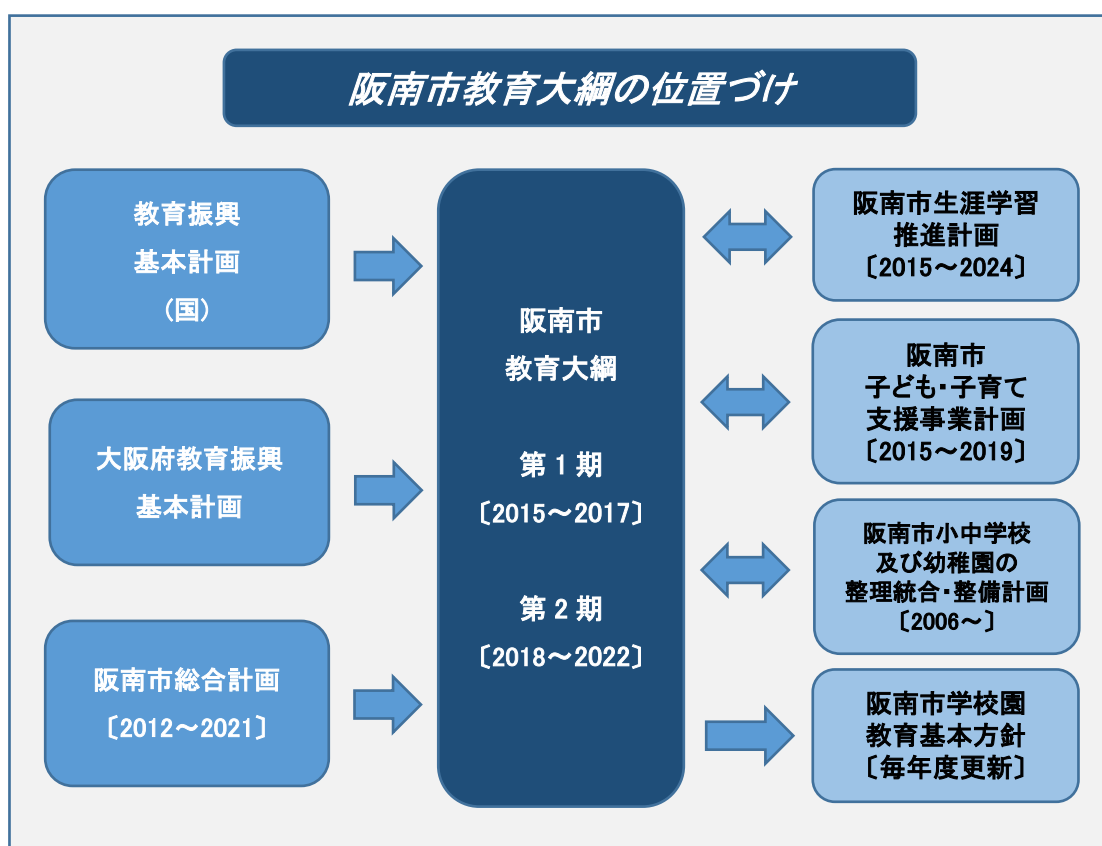 阪南市教育大綱の位置づけ
教育振興
基本計画
（国）
大阪府教育振興
基本計画
阪南市総合計画
〔2012～2021〕
阪南市
教育大綱
第１期
〔2015～2017〕
第２期
〔2018～2022〕
阪南市生涯学習
推進計画
〔2015～2024〕
阪南市
子ども・子育て
支援事業計画
〔2015～2019〕
阪南市小中学校
及び幼稚園の
整理統合・整備計画
〔2006～〕
阪南市学校園
教育基本方針
〔毎年度更新〕